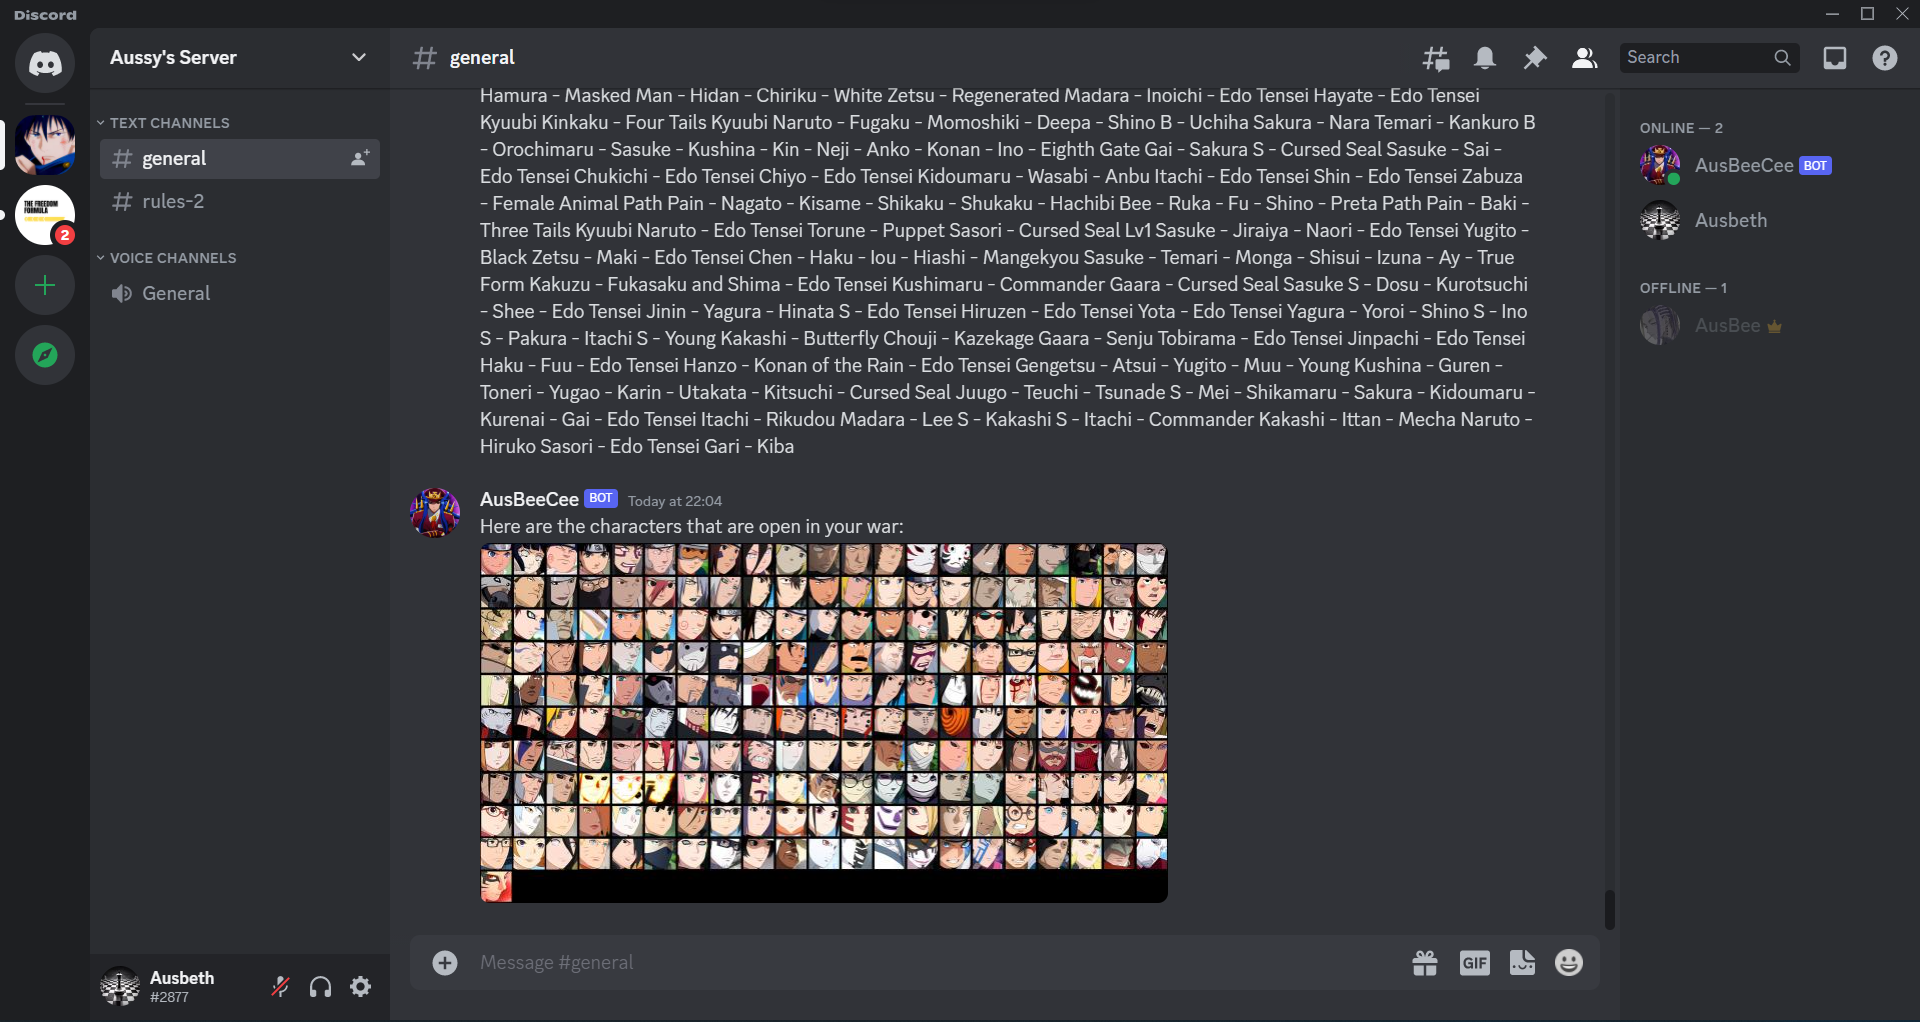 Discord
Aussy's Server
general
Search
TEXT CHANNELS
general
rules-2
VOICE CHANNELS
General
THE FREEDOM
FORMULA
2
Hamura - Masked Man - Hidan - Chiriku - White Zetsu - Regenerated Madara - Inoichi - Edo Tensei Hayate - Edo Tensei
Kyuubi Kinkaku - Four Tails Kyuubi Naruto - Fugaku - Momoshiki - Deepa - Shino B - Uchiha Sakura - Nara Temari - Kankuro B
- Orochimaru - Sasuke - Kushina - Kin - Neji - Anko - Konan - Ino - Eighth Gate Gai - Sakura S - Cursed Seal Sasuke - Sai -
Edo Tensei Chukichi - Edo Tensei Chiyo - Edo Tensei Kidoumaru - Wasabi - Anbu Itachi - Edo Tensei Shin - Edo Tensei Zabuza
- Female Animal Path Pain - Nagato - Kisame - Shikaku - Shukaku - Hachibi Bee - Ruka - Fu - Shino - Preta Path Pain - Baki -
Three Tails Kyuubi Naruto - Edo Tensei Torune - Puppet Sasori - Cursed Seal Lv1 Sasuke - Jiraiya - Naori - Edo Tensei Yugito -
Black Zetsu - Maki - Edo Tensei Chen - Haku - Iou - Hiashi - Mangekyou Sasuke - Temari - Monga - Shisui - Izuna - Ay - True
Form Kakuzu - Fukasaku and Shima - Edo Tensei Kushimaru - Commander Gaara - Cursed Seal Sasuke S - Dosu - Kurotsuchi
- Shee - Edo Tensei Jinin - Yagura - Hinata S - Edo Tensei Hiruzen - Edo Tensei Yota - Edo Tensei Yagura - Yoroi - Shino S - Ino
S - Pakura - Itachi S - Young Kakashi - Butterfly Chouji - Kazekage Gaara - Senju Tobirama - Edo Tensei Jinpachi - Edo Tensei
Haku - Fuu - Edo Tensei Hanzo - Konan of the Rain - Edo Tensei Gengetsu - Atsui - Yugito - Muu - Young Kushina - Guren -
Toneri - Yugao - Karin - Utakata - Kitsuchi - Cursed Seal Juugo - Teuchi - Tsunade S - Mei - Shikamaru - Sakura - Kidoumaru -
Kurenai - Gai - Edo Tensei Itachi - Rikudou Madara - Lee S - Kakashi S - Itachi - Commander Kakashi - Ittan - Mecha Naruto -
Hiruko Sasori - Edo Tensei Gari - Kiba
AusBeeCee BOT Today at 22:04
Here are the characters that are open in your war:
Message #general
GIF
Ausbeth
#2877
ONLINE — 2
AusBeeCee BOT
Ausbeth
OFFLINE — 1
AusBee